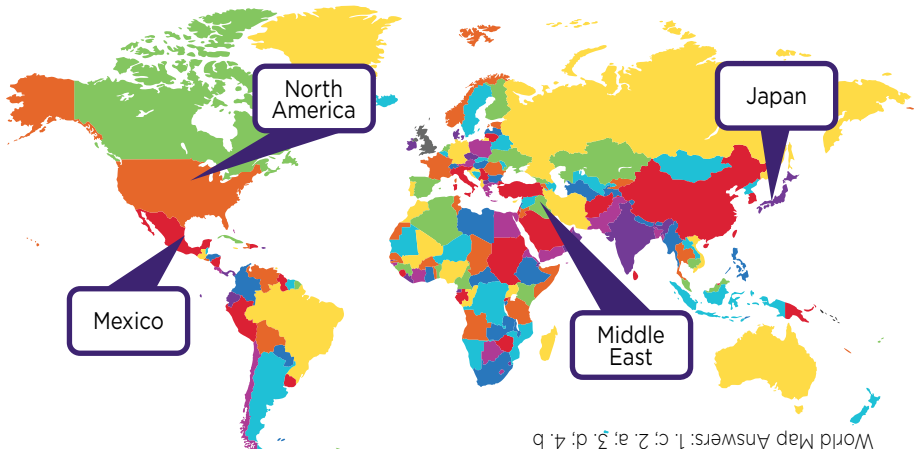 North
America
Japan
Mexico
Middle
East
World Map Answers: 1. c; 2. a; 3. d; 4. b